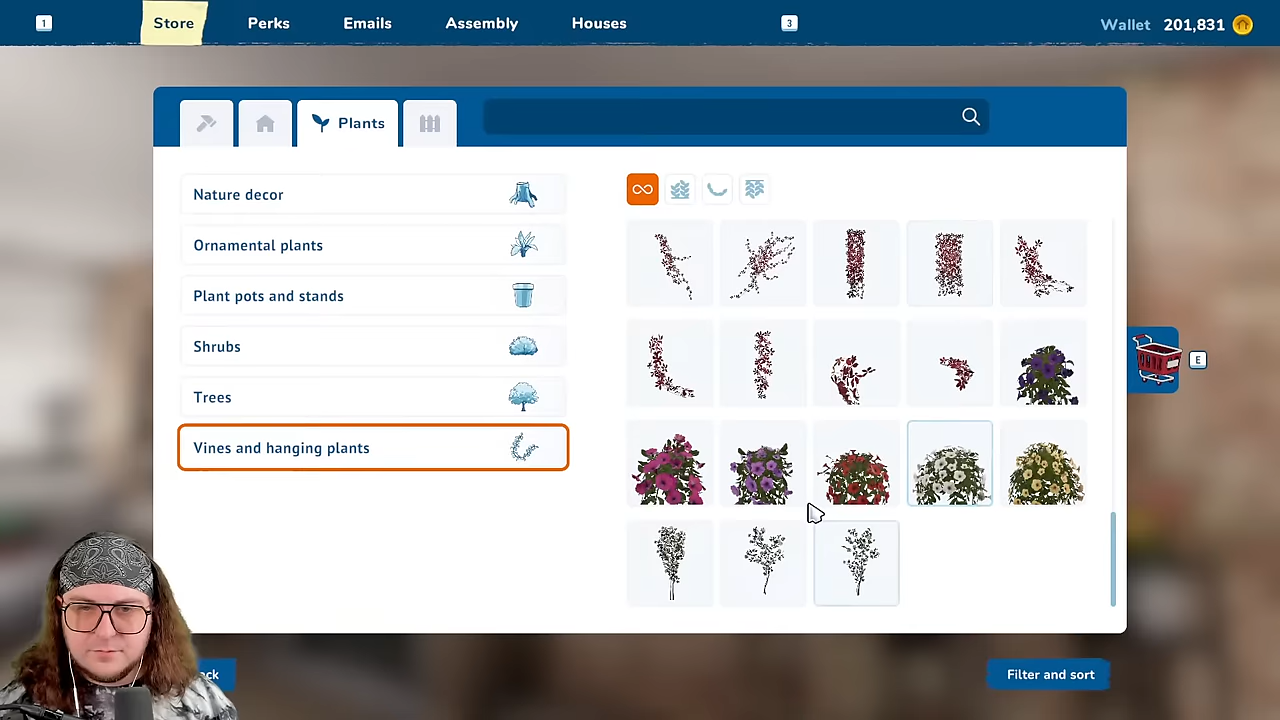 1 Store Perks Emails Assembly Houses 3 Wallet 201,831
Plants
Nature decor
Ornamental plants
Plant pots and stands
Shrubs
E
Trees
Vines and hanging plants
Filter and sort